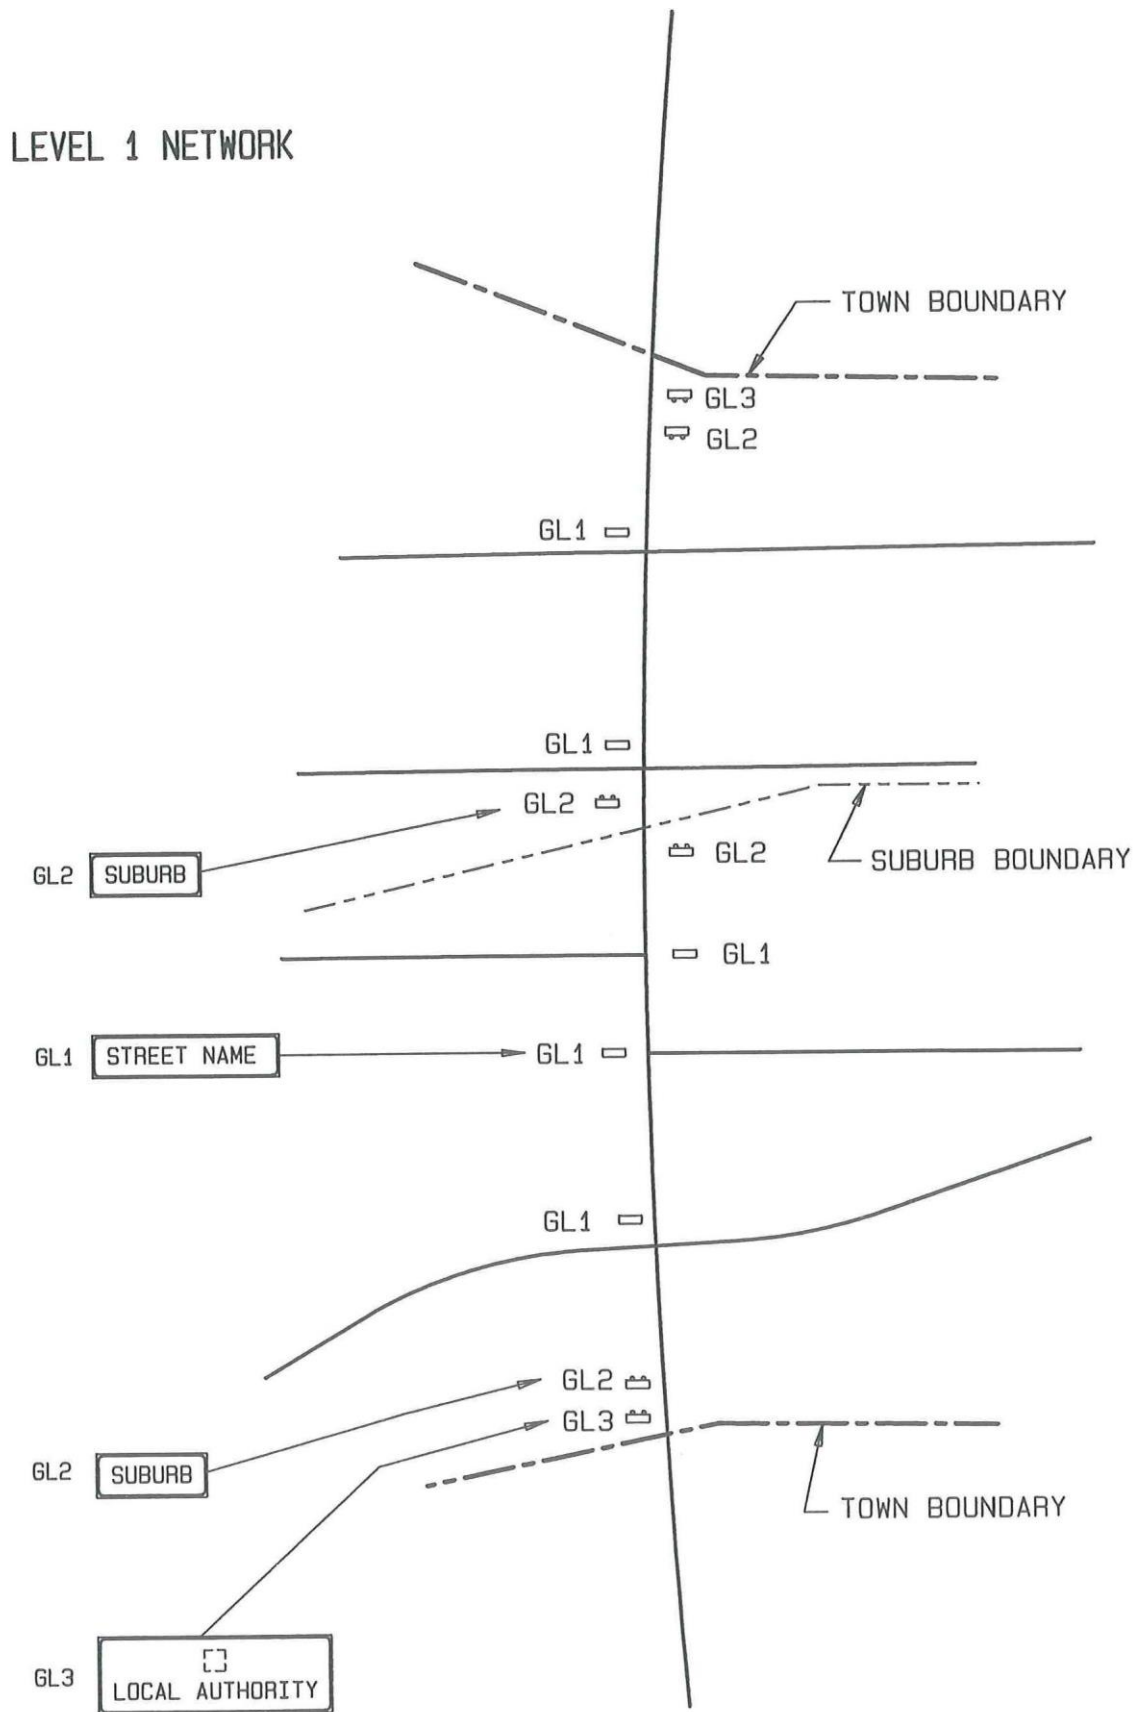 LEVEL 1 NETWORK
TOWN BOUNDARY
GL3
GL2
GL1
GL1
GL2
GL2
SUBURB BOUNDARY
GL2 SUBURB
GL1
GL1 STREET NAME
GL1
GL1
GL2
GL3
GL2 SUBURB
TOWN BOUNDARY
GL3 LOCAL AUTHORITY